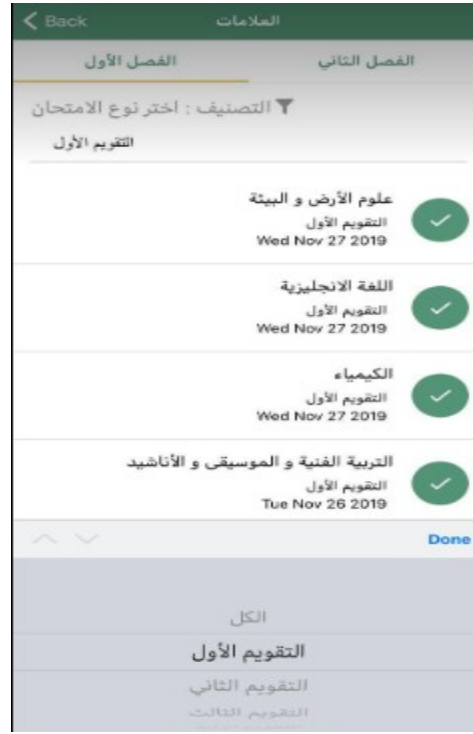 Back
العلامات
الفصل الأول
الفصل الثاني
التصنيف : اختر نوع الامتحان
التقويم الأول
علوم الأرض و البيئة
التقويم الأول
Wed Nov 27 2019
اللغة الانجليزية
التقويم الأول
Wed Nov 27 2019
الكيمياء
التقويم الأول
Wed Nov 27 2019
التربية الفنية و الموسيقى و الأناشيد
التقويم الأول
Tue Nov 26 2019
Done
الكل
التقويم الأول
التقويم الثاني
التقويم الثالث